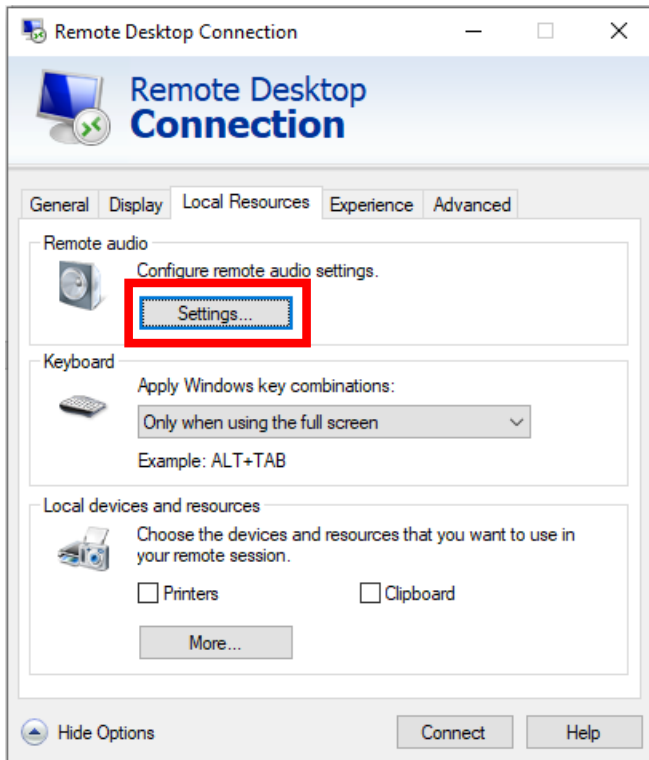 Remote Desktop Connection
Remote Desktop
Connection
General Display Local Resources Experience Advanced
Remote audio
Configure remote audio settings.
Settings...
Keyboard
Apply Windows key combinations:
Only when using the full screen
Example: ALT+TAB
Local devices and resources
Choose the devices and resources that you want to use in
your remote session.
Printers Clipboard
More...
Hide Options Connect Help